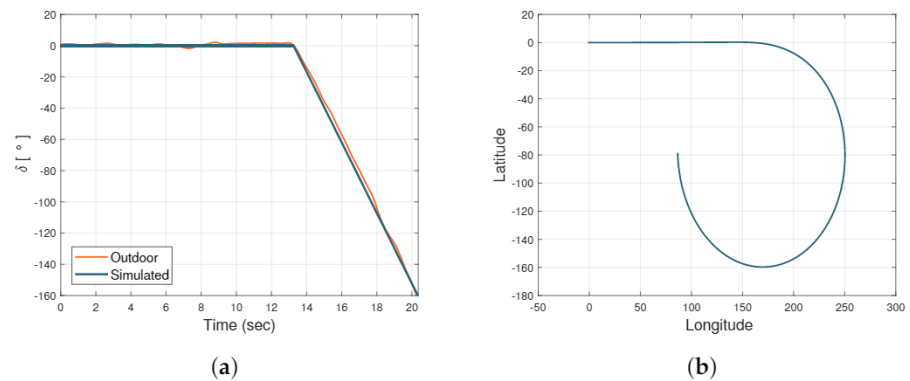 20
0
-20
-40
-60
-80
-100
-120
-140
-160
δ [ ° ]
Outdoor
Simulated
0 2 4 6 8 10 12 14 16 18 20
Time (sec)
(a)
20
0
-20
-40
-60
-80
-100
-120
-140
-160
-180
Latitude
-50 0 50 100 150 200 250 300
Longitude
(b)